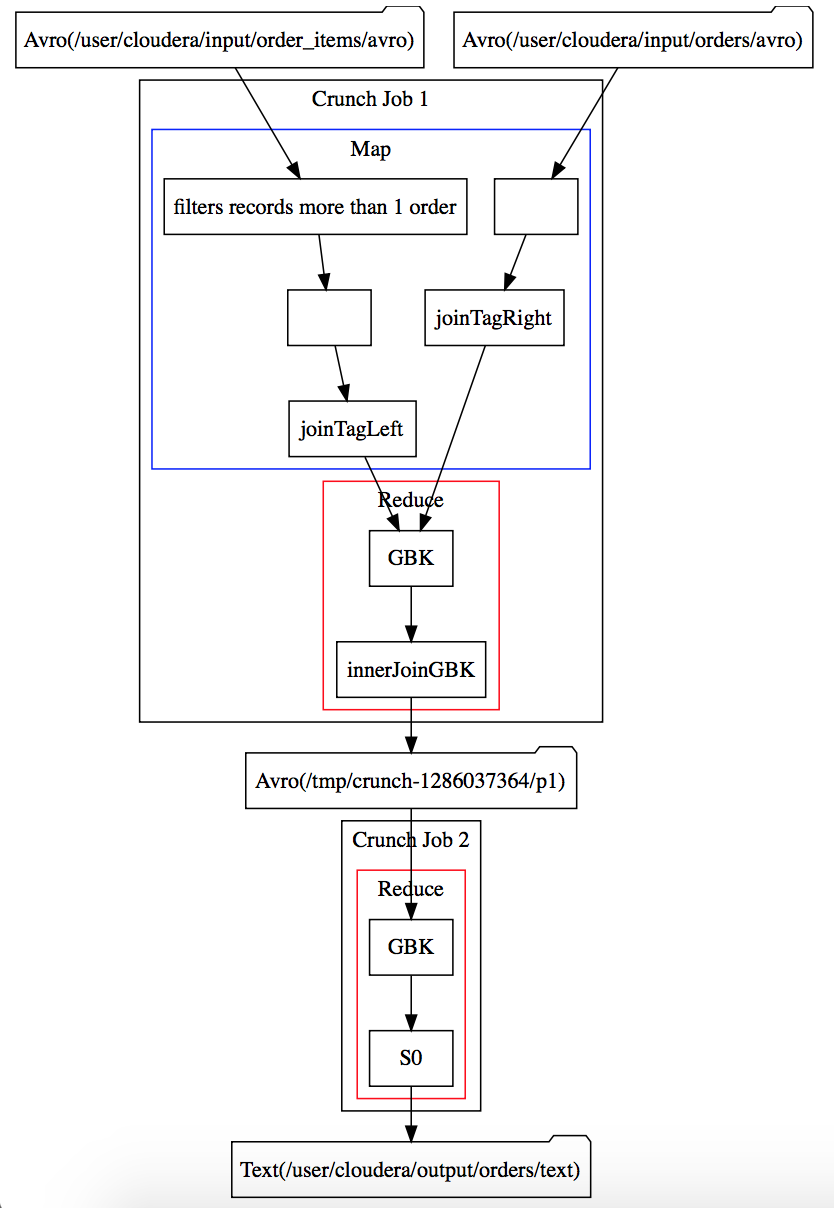 Avro(/user/cloudera/input/order_items/avro)
Avro(/user/cloudera/input/orders/avro)
Crunch Job 1
Map
filters records more than 1 order
joinTagRight
joinTagLeft
Reduce
GBK
innerJoinGBK
Avro(/tmp/crunch-1286037364/p1)
Crunch Job 2
Reduce
GBK
S0
Text(/user/cloudera/output/orders/text)